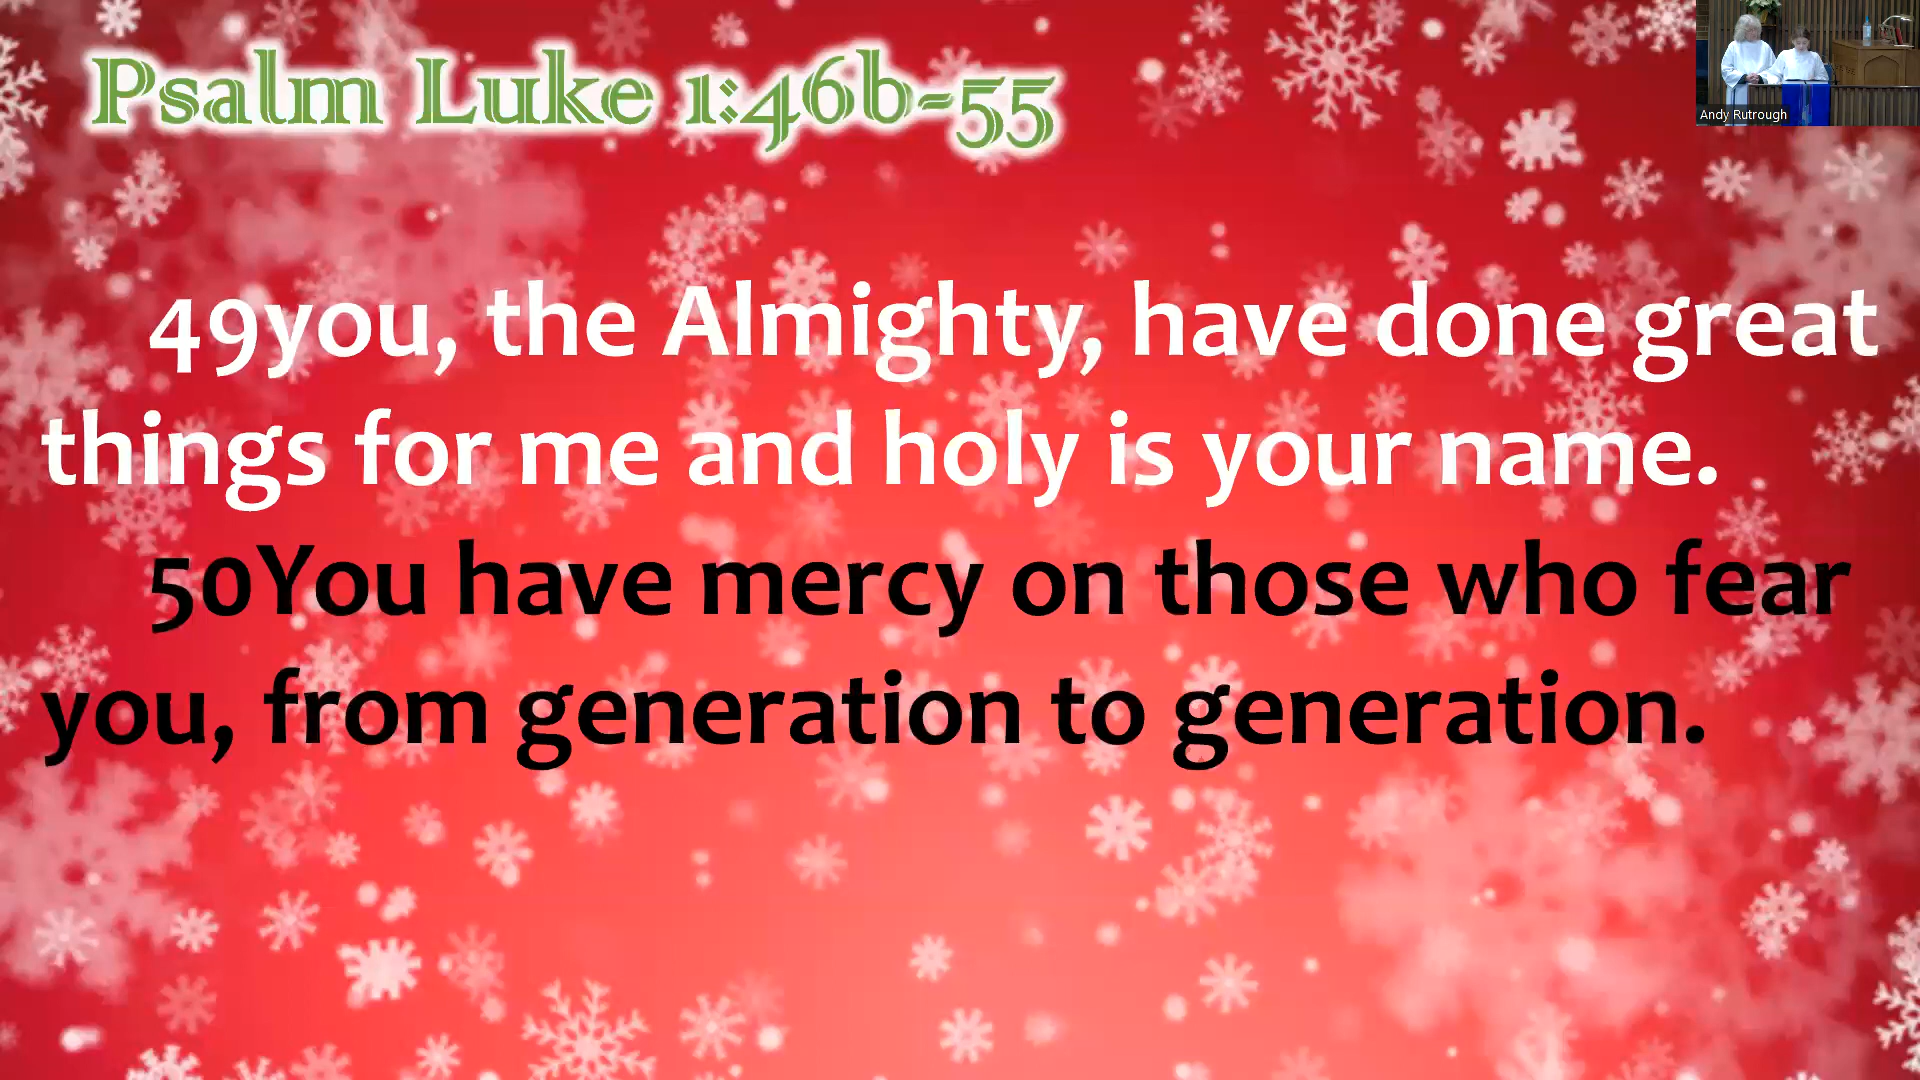 Psalm Luke 1:46b-55
Andy Rutrough
49you, the Almighty, have done great
things for me and holy is your name.
50You have mercy on those who fear
you, from generation to generation.